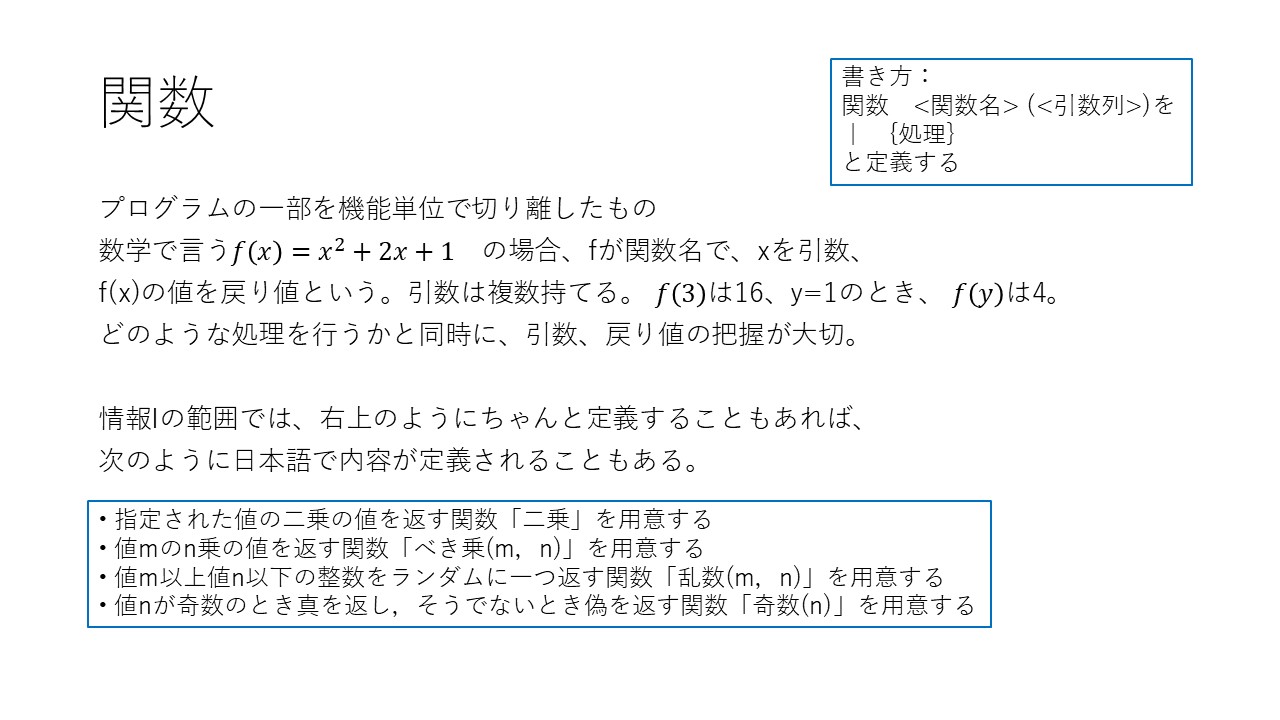 関数
書き方：
関数　<関数名> (<引数列>)を
｜　{処理}
と定義する
プログラムの一部を機能単位で切り離したもの
数学で言う𝑓(𝑥) = 𝑥² + 2𝑥 + 1　の場合、fが関数名で、xを引数、
f(x)の値を戻り値という。引数は複数持てる。 𝑓(3)は16、y=1のとき、 𝑓(𝑦)は4。
どのような処理を行うかと同時に、引数、戻り値の把握が大切。
情報Iの範囲では、右上のようにちゃんと定義することもあれば、
次のように日本語で内容が定義されることもある。
・指定された値の二乗の値を返す関数「二乗」を用意する
・値mのn乗の値を返す関数「べき乗(m，n)」を用意する
・値m以上値n以下の整数をランダムに一つ返す関数「乱数(m，n)」を用意する
・値nが奇数のとき真を返し，そうでないとき偽を返す関数「奇数(n)」を用意する